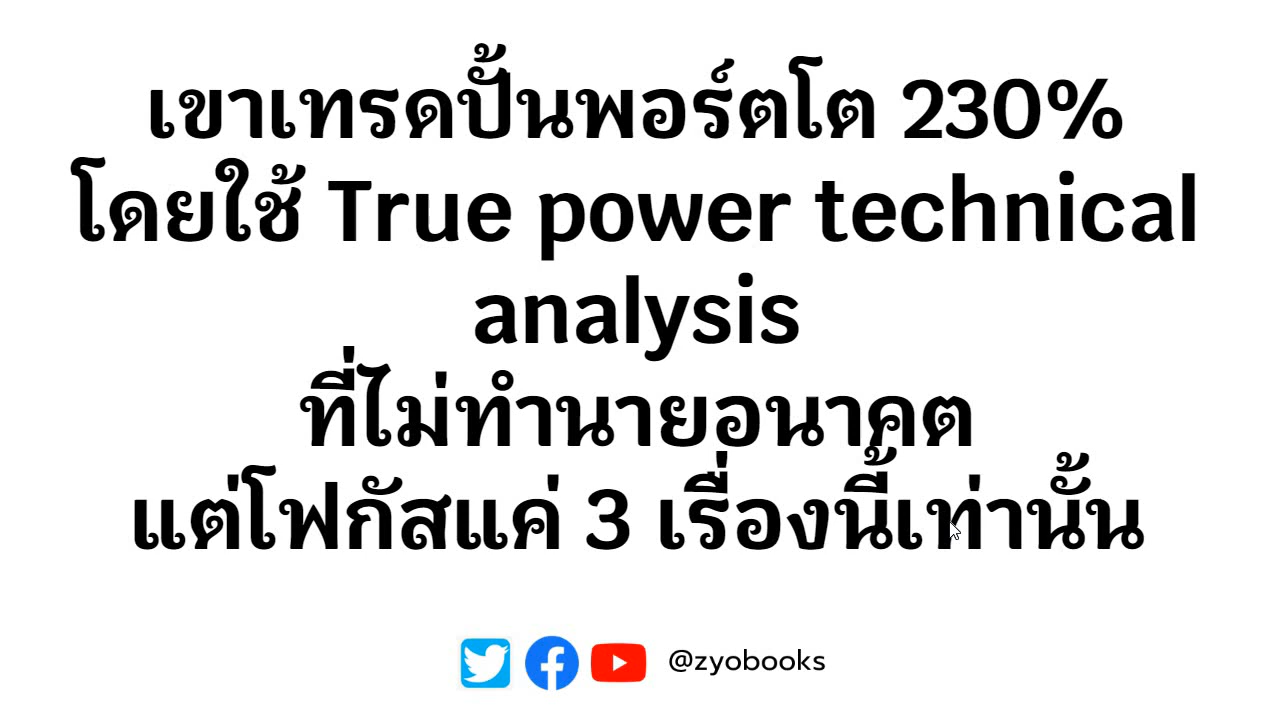 เขาเทรดปั้นพอร์ตโต 230%
โดยใช้ True power technical
analysis
ที่ไม่ทำนายอนาคต
แต่โฟกัสแค่ 3 เรื่องนี้เท่านั้น
@zyobooks